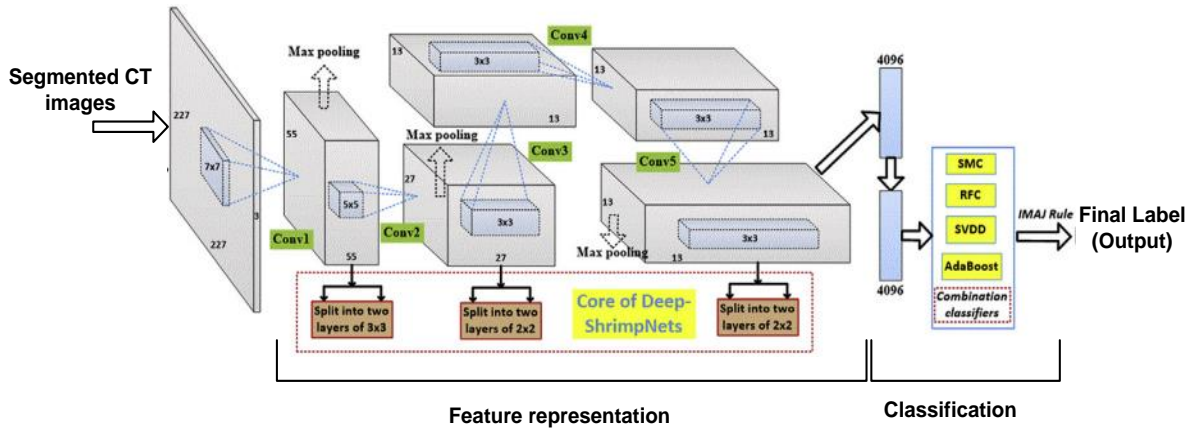 Segmented CT
images
227
7x7
3
227
Max pooling
55
5x5
Conv1
55
Max pooling
27
Conv2
3x3
27
Conv3
13
3x3
13
Conv4
13
3x3
13
Conv5
13
Max pooling
3x3
13
Split into two
layers of 3x3
Split into two
layers of 2x2
Core of Deep-
ShrimpNets
Split into two
layers of 2x2
4096
4096
SMC
RFC
SVDD
AdaBoost
Combination
classifiers
IMAJ Rule
Final Label
(Output)
Feature representation
Classification